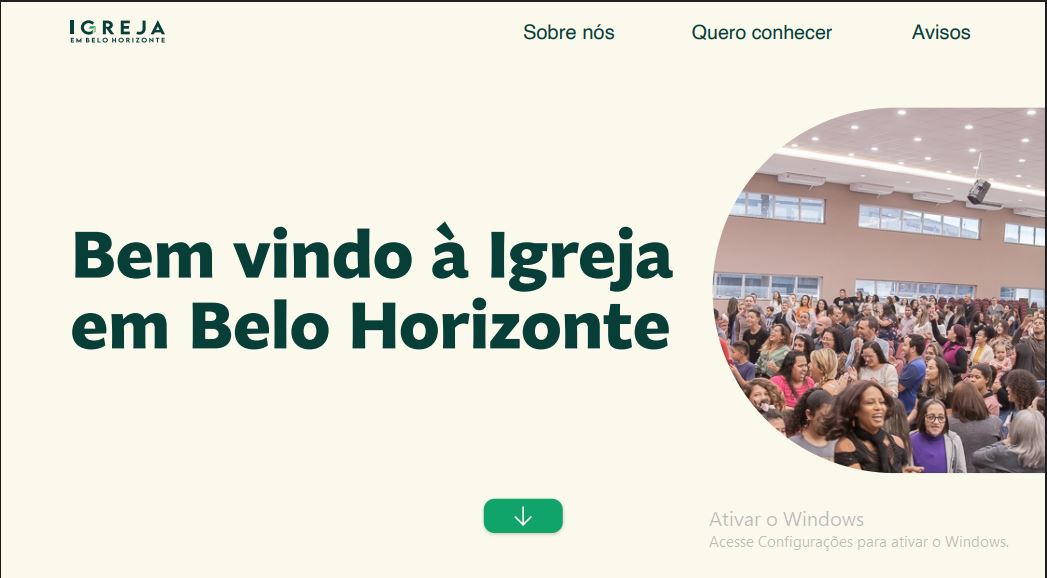 IGREJA
EM BELO HORIZONTE
Sobre nós
Quero conhecer
Avisos
Bem vindo à Igreja
em Belo Horizonte
Ativar o Windows
Acesse Configurações para ativar o Windows.